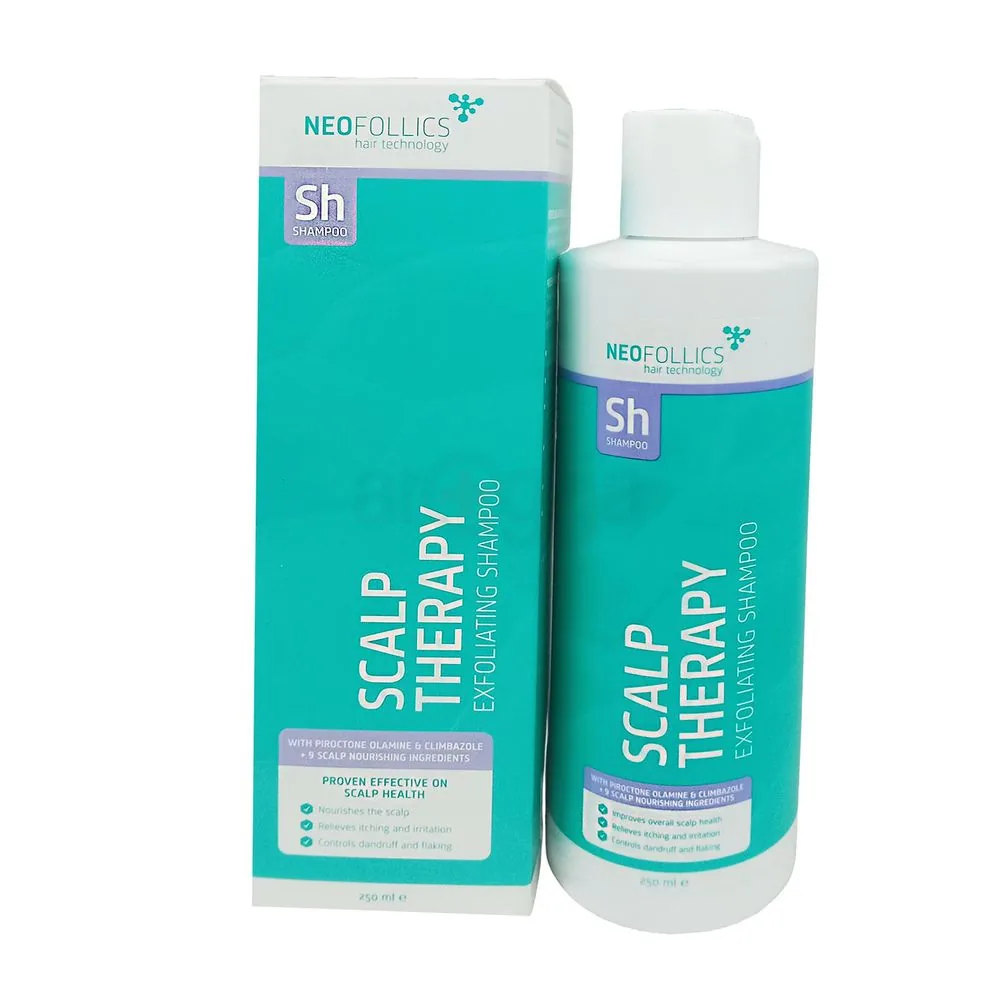 NEOFOLLICS
hair technology
Sh
SHAMPOO
SCALP
THERAPY
EXFOLIATING SHAMPOO
WITH PIROCTONE OLAMINE & CLIMBAZOLE
+ 9 SCALP NOURISHING INGREDIENTS
PROVEN EFFECTIVE ON
SCALP HEALTH
Nourishes the scalp
Relieves itching and irritation
Controls dandruff and flaking
250 ml e
NEOFOLLICS
hair technology
Sh
SHAMPOO
SCALP
THERAPY
EXFOLIATING SHAMPOO
WITH PIROCTONE OLAMINE & CLIMBAZOLE
+ 9 SCALP NOURISHING INGREDIENTS
Improves overall scalp health
Relieves itching and irritation
Controls dandruff and flaking
250 ml e